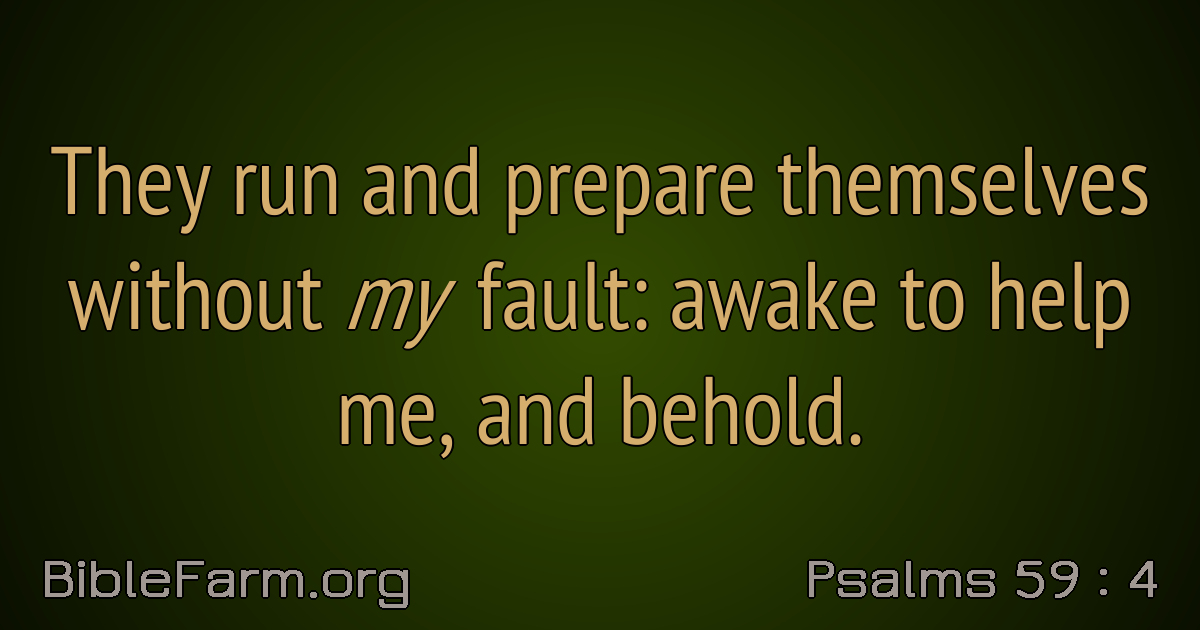 They run and prepare themselves
without my fault: awake to help
me, and behold.
BibleFarm.org
Psalms 59 : 4